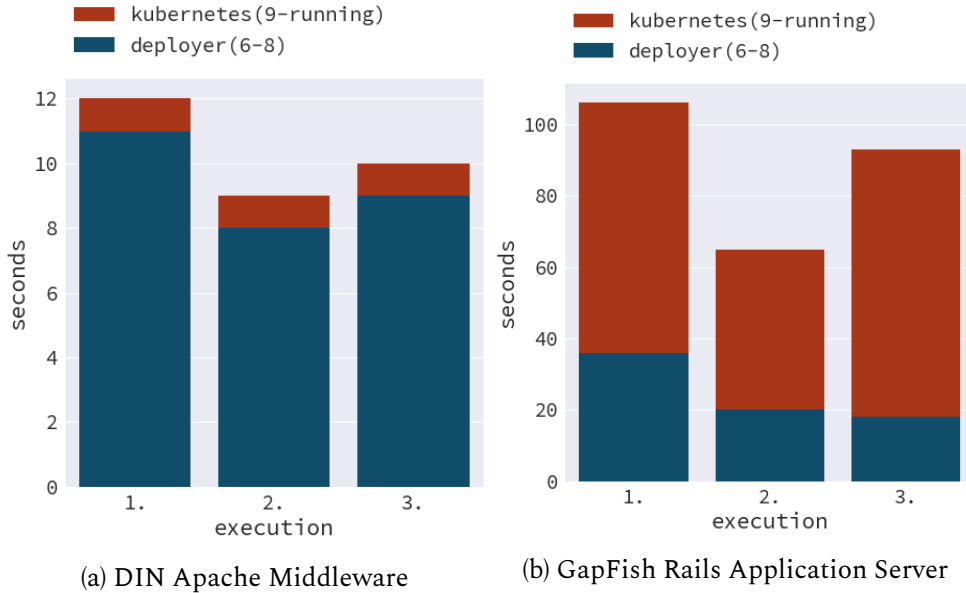 kubernetes(9-running)
deployer(6-8)
12
10
8
6
4
2
0
seconds
1.
2.
3.
execution
(a) DIN Apache Middleware
kubernetes(9-running)
deployer(6-8)
100
80
60
40
20
0
seconds
1.
2.
3.
execution
(b) GapFish Rails Application Server